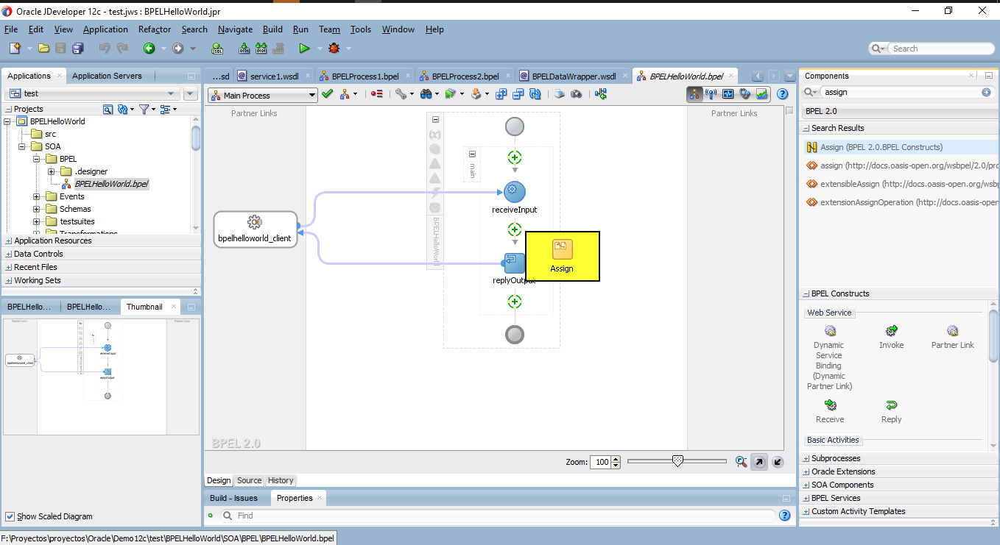 Oracle JDeveloper 12c - test.jws : BPELHelloWorld.jpr
File Edit View Application Refactor Search Navigate Build Run Team Tools Window Help
Search
Applications Application Servers
test
Projects
BPELHelloWorld
src
SOA
BPEL
.designer
BPELHelloWorld.bpel
Events
Schemas
testsuites
Transformations
Application Resources
Data Controls
Recent Files
Working Sets
BPELHello... BPELHello... Thumbnail
Partner Links Partner Links
bpelhelloworld_client
receiveInput
replyOutput
Show Scaled Diagram
...sd service1.wsdl BPELProcess1.bpel BPELProcess2.bpel BPELDataWrapper.wsdl BPELHelloWorld.bpel
Main Process
Partner Links Partner Links
main
BPELHelloWorld
receiveInput
bpelhelloworld_client
Assign
replyOutput
BPEL 2.0
Zoom: 100
Design Source History
Build - Issues Properties
Find
Components
assign
BPEL 2.0
Search Results
Assign (BPEL 2.0.BPEL Constructs)
assign (http://docs.oasis-open.org/wsbpel/2.0/pro
extensibleAssign (http://docs.oasis-open.org/wsbp
extensionAssignOperation (http://docs.oasis-open
BPEL Constructs
Web Service
Dynamic
Service
Binding
(Dynamic
Partner Link)
Invoke
Partner Link
Receive
Reply
Basic Activities
Subprocesses
Oracle Extensions
SOA Components
BPEL Services
Custom Activity Templates
F:\Proyectos\proyectos\Oracle\Demo12c\test\BPELHelloWorld\SOA\BPEL\BPELHelloWorld.bpel